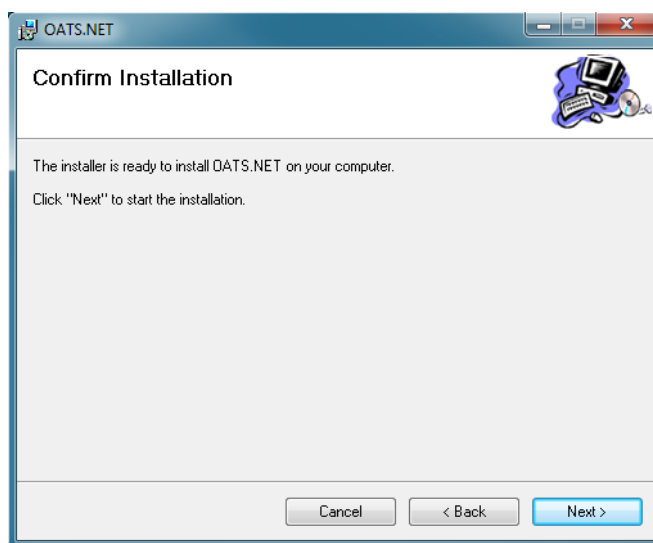 OATS.NET
Confirm Installation
The installer is ready to install OATS.NET on your computer.
Click "Next" to start the installation.
Cancel
< Back
Next >